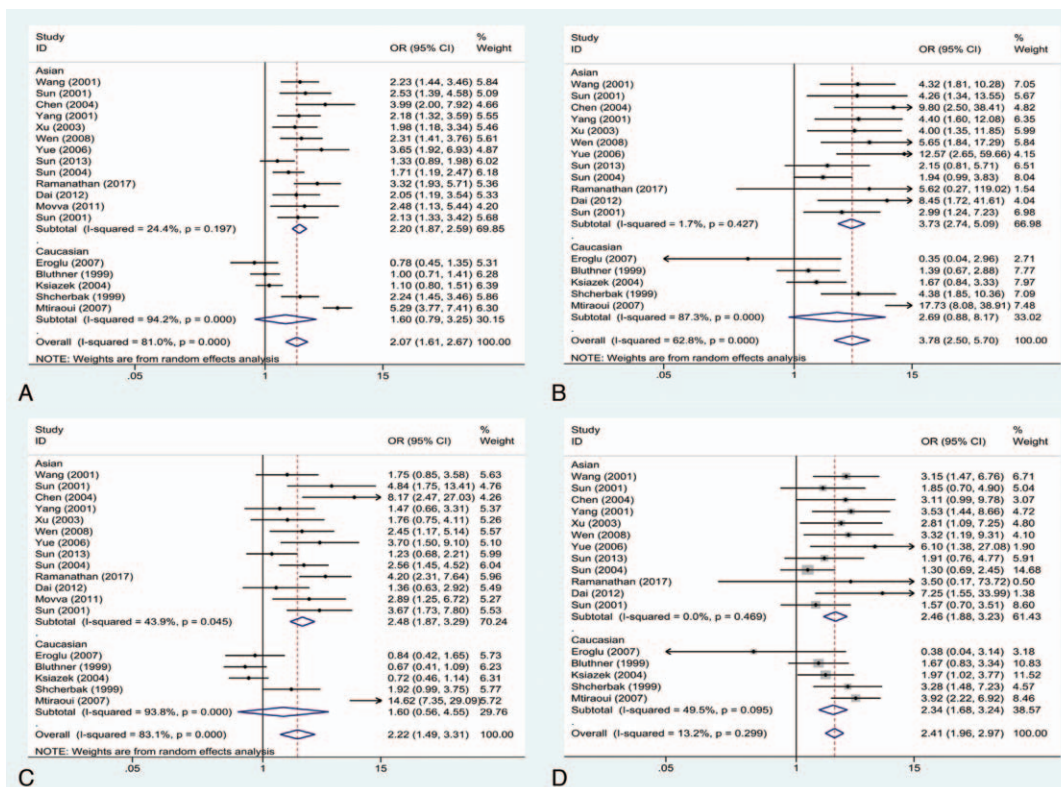 Study %
ID OR (95% CI) Weight
Asian
Wang (2001) 2.23 (1.44, 3.46) 5.84
Sun (2001) 2.53 (1.39, 4.58) 5.09
Chen (2004) 3.99 (2.00, 7.92) 4.66
Yang (2001) 2.18 (1.32, 3.59) 5.55
Xu (2003) 1.98 (1.18, 3.34) 5.46
Wen (2008) 2.31 (1.41, 3.76) 5.61
Yue (2006) 3.65 (1.92, 6.93) 4.87
Sun (2013) 1.33 (0.89, 1.98) 6.02
Sun (2004) 1.71 (1.19, 2.47) 6.18
Ramanathan (2017) 3.32 (1.93, 5.71) 5.36
Dai (2012) 2.05 (1.19, 3.54) 5.33
Movva (2011) 2.48 (1.13, 5.44) 4.20
Sun (2001) 2.13 (1.33, 3.42) 5.68
Subtotal (I-squared = 24.4%, p = 0.197) 2.20 (1.87, 2.59) 69.85
.
Caucasian
Eroglu (2007) 0.78 (0.45, 1.35) 5.31
Bluthner (1999) 1.00 (0.71, 1.41) 6.28
Ksiazek (2004) 1.10 (0.80, 1.51) 6.39
Shcherbak (1999) 2.24 (1.45, 3.46) 5.86
Mtiraoui (2007) 5.29 (3.77, 7.41) 6.30
Subtotal (I-squared = 94.2%, p = 0.000) 1.60 (0.79, 3.25) 30.15
.
Overall (I-squared = 81.0%, p = 0.000) 2.07 (1.61, 2.67) 100.00
NOTE: Weights are from random effects analysis
.05 1 15
A
Study %
ID OR (95% CI) Weight
Asian
Wang (2001) 4.32 (1.81, 10.28) 7.05
Sun (2001) 4.26 (1.34, 13.55) 5.67
Chen (2004) 9.80 (2.50, 38.41) 4.82
Yang (2001) 4.40 (1.60, 12.08) 6.35
Xu (2003) 4.00 (1.35, 11.85) 5.99
Wen (2008) 5.65 (1.84, 17.29) 5.84
Yue (2006) 12.57 (2.65, 59.66) 4.15
Sun (2013) 2.15 (0.81, 5.71) 6.51
Sun (2004) 1.94 (0.99, 3.83) 8.04
Ramanathan (2017) 5.62 (0.27, 119.02) 1.54
Dai (2012) 8.45 (1.72, 41.61) 4.04
Sun (2001) 2.99 (1.24, 7.23) 6.98
Subtotal (I-squared = 1.7%, p = 0.427) 3.73 (2.74, 5.09) 66.98
.
Caucasian
Eroglu (2007) 0.35 (0.04, 2.96) 2.71
Bluthner (1999) 1.39 (0.67, 2.88) 7.77
Ksiazek (2004) 1.67 (0.84, 3.33) 7.97
Shcherbak (1999) 4.38 (1.85, 10.36) 7.09
Mtiraoui (2007) 17.73 (8.08, 38.91) 7.48
Subtotal (I-squared = 87.3%, p = 0.000) 2.69 (0.88, 8.17) 33.02
.
Overall (I-squared = 62.8%, p = 0.000) 3.78 (2.50, 5.70) 100.00
NOTE: Weights are from random effects analysis
.05 1 15
B
Study %
ID OR (95% CI) Weight
Asian
Wang (2001) 1.75 (0.85, 3.58) 5.63
Sun (2001) 4.84 (1.75, 13.41) 4.76
Chen (2004) 8.17 (2.47, 27.03) 4.26
Yang (2001) 1.47 (0.66, 3.31) 5.37
Xu (2003) 1.76 (0.75, 4.11) 5.26
Wen (2008) 2.45 (1.17, 5.14) 5.57
Yue (2006) 3.70 (1.50, 9.10) 5.10
Sun (2013) 1.23 (0.68, 2.21) 5.99
Sun (2004) 2.56 (1.45, 4.52) 6.04
Ramanathan (2017) 4.20 (2.31, 7.64) 5.96
Dai (2012) 1.36 (0.63, 2.92) 5.49
Movva (2011) 2.89 (1.25, 6.72) 5.27
Sun (2001) 3.67 (1.73, 7.80) 5.53
Subtotal (I-squared = 43.9%, p = 0.045) 2.48 (1.87, 3.29) 70.24
.
Caucasian
Eroglu (2007) 0.84 (0.42, 1.65) 5.73
Bluthner (1999) 0.67 (0.41, 1.09) 6.23
Ksiazek (2004) 0.72 (0.46, 1.14) 6.31
Shcherbak (1999) 1.92 (0.99, 3.75) 5.77
Mtiraoui (2007) 14.62 (7.35, 29.09) 5.72
Subtotal (I-squared = 93.8%, p = 0.000) 1.60 (0.56, 4.55) 29.76
.
Overall (I-squared = 83.1%, p = 0.000) 2.22 (1.49, 3.31) 100.00
NOTE: Weights are from random effects analysis
.05 1 15
C
Study %
ID OR (95% CI) Weight
Asian
Wang (2001) 3.15 (1.47, 6.76) 6.71
Sun (2001) 1.85 (0.70, 4.90) 5.04
Chen (2004) 3.11 (0.99, 9.78) 3.07
Yang (2001) 3.53 (1.44, 8.66) 4.72
Xu (2003) 2.81 (1.09, 7.25) 4.80
Wen (2008) 3.32 (1.19, 9.31) 4.10
Yue (2006) 6.10 (1.38, 27.08) 1.90
Sun (2013) 1.91 (0.76, 4.77) 5.91
Sun (2004) 1.30 (0.69, 2.45) 14.68
Ramanathan (2017) 3.50 (0.17, 73.72) 0.50
Dai (2012) 7.25 (1.55, 33.99) 1.38
Sun (2001) 1.57 (0.70, 3.51) 8.60
Subtotal (I-squared = 0.0%, p = 0.469) 2.46 (1.88, 3.23) 61.43
.
Caucasian
Eroglu (2007) 0.38 (0.04, 3.14) 3.18
Bluthner (1999) 1.67 (0.83, 3.34) 10.83
Ksiazek (2004) 1.97 (1.02, 3.77) 11.52
Shcherbak (1999) 3.28 (1.48, 7.23) 4.57
Mtiraoui (2007) 3.92 (2.22, 6.92) 8.46
Subtotal (I-squared = 49.5%, p = 0.095) 2.34 (1.68, 3.24) 38.57
.
Overall (I-squared = 13.2%, p = 0.299) 2.41 (1.96, 2.97) 100.00
.05 1 15
D